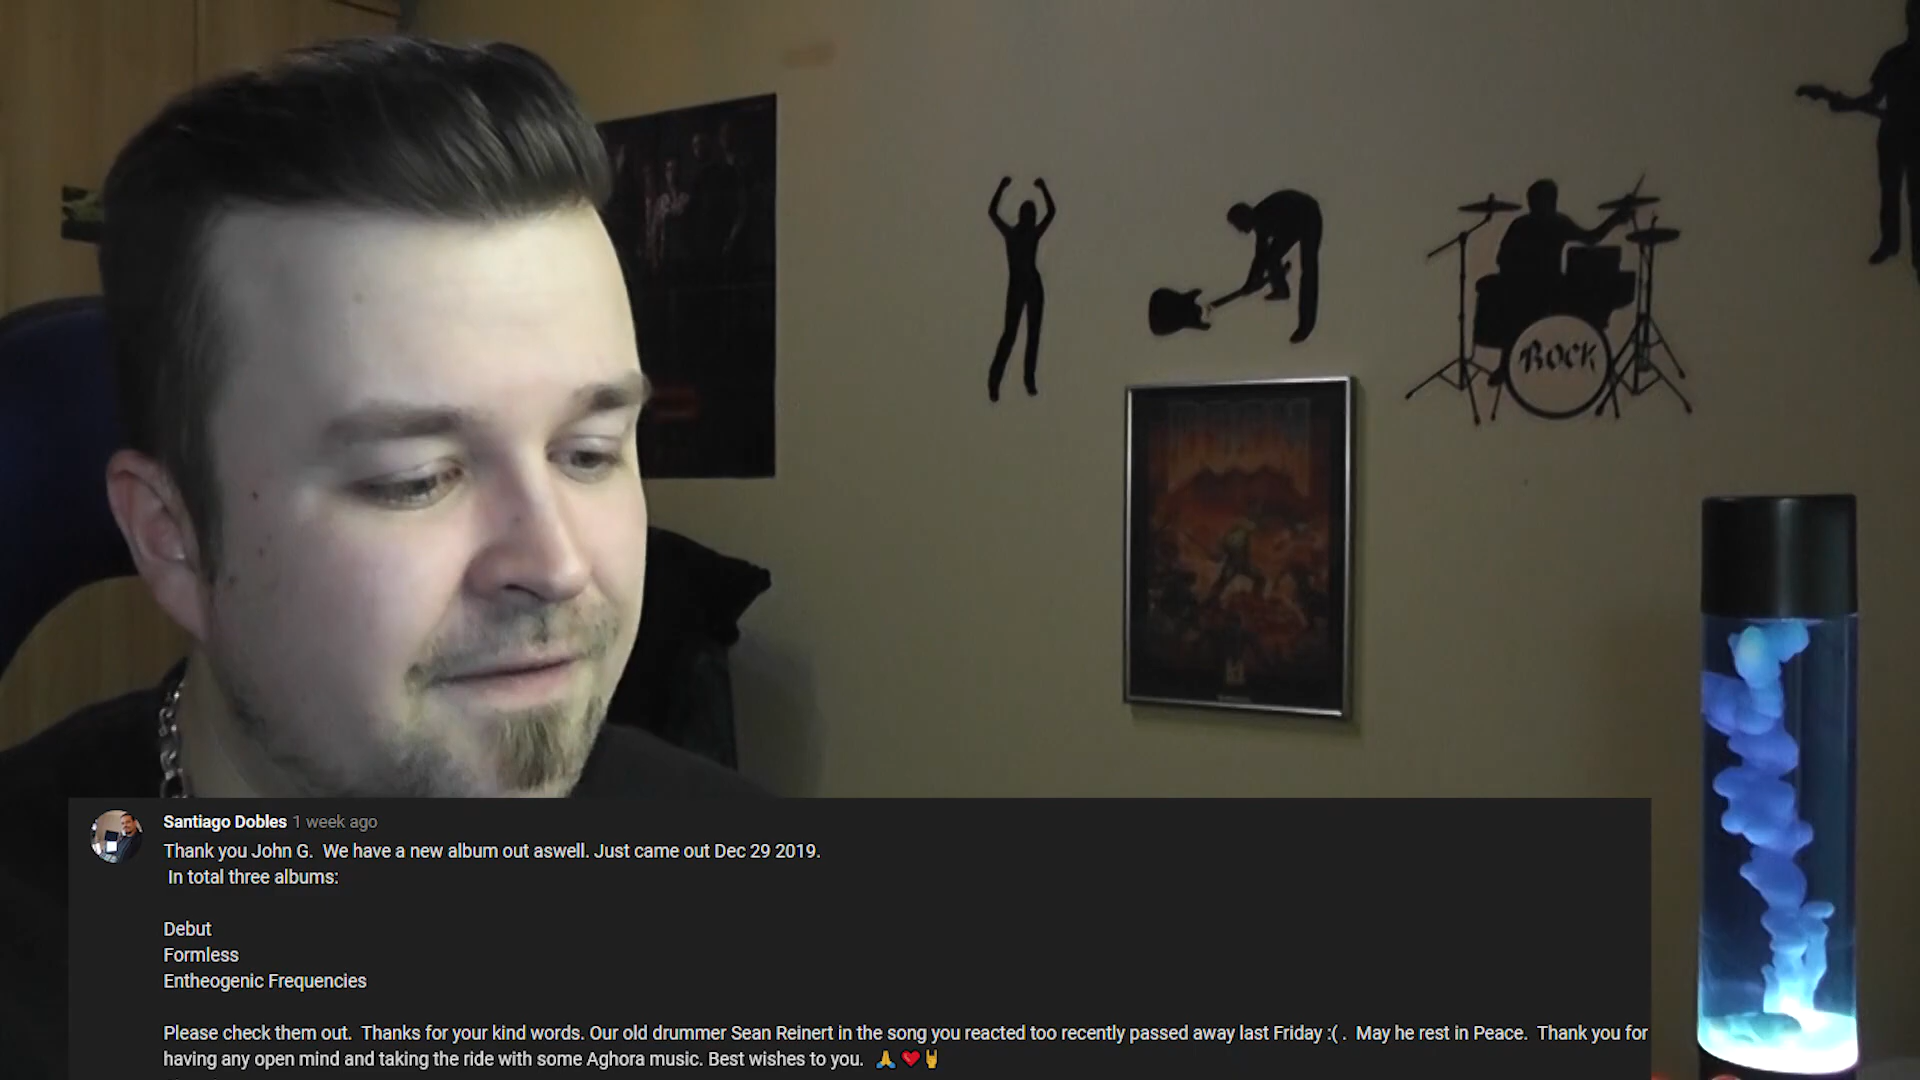 ROCK
Santiago Dobles 1 week ago
Thank you John G.  We have a new album out aswell. Just came out Dec 29 2019.
In total three albums:
Debut
Formless
Entheogenic Frequencies
Please check them out.  Thanks for your kind words. Our old drummer Sean Reinert in the song you reacted too recently passed away last Friday :( .  May he rest in Peace.  Thank you for
having any open mind and taking the ride with some Aghora music. Best wishes to you.  🙏❤️🤘